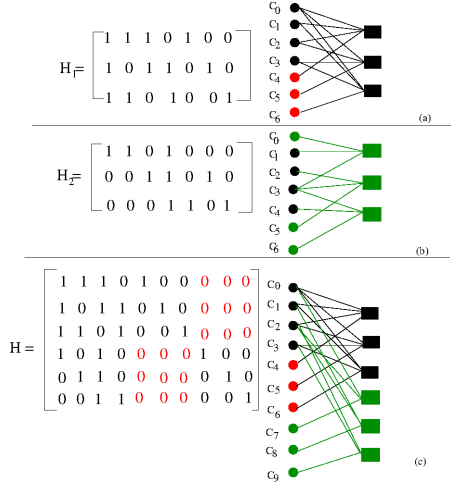 C0
C1
1 1 1 0 1 0 0
C2
H1= 1 0 1 1 0 1 0
C3
C4
C5
1 1 0 1 0 0 1
C6
(a)
C0
1 1 0 1 0 0 0
C1
H2= 0 0 1 1 0 1 0
C2
C3
0 0 0 1 1 0 1
C4
C5
C6
(b)
1 1 1 0 1 0 0 0 0 0
C0
1 0 1 1 0 1 0 0 0 0
C1
1 1 0 1 0 0 1 0 0 0
C2
H =
1 0 1 0 0 0 0 1 0 0
C3
0 1 1 0 0 0 0 0 1 0
C4
0 0 1 1 0 0 0 0 0 1
C5
C6
C7
C8
(c)
C9